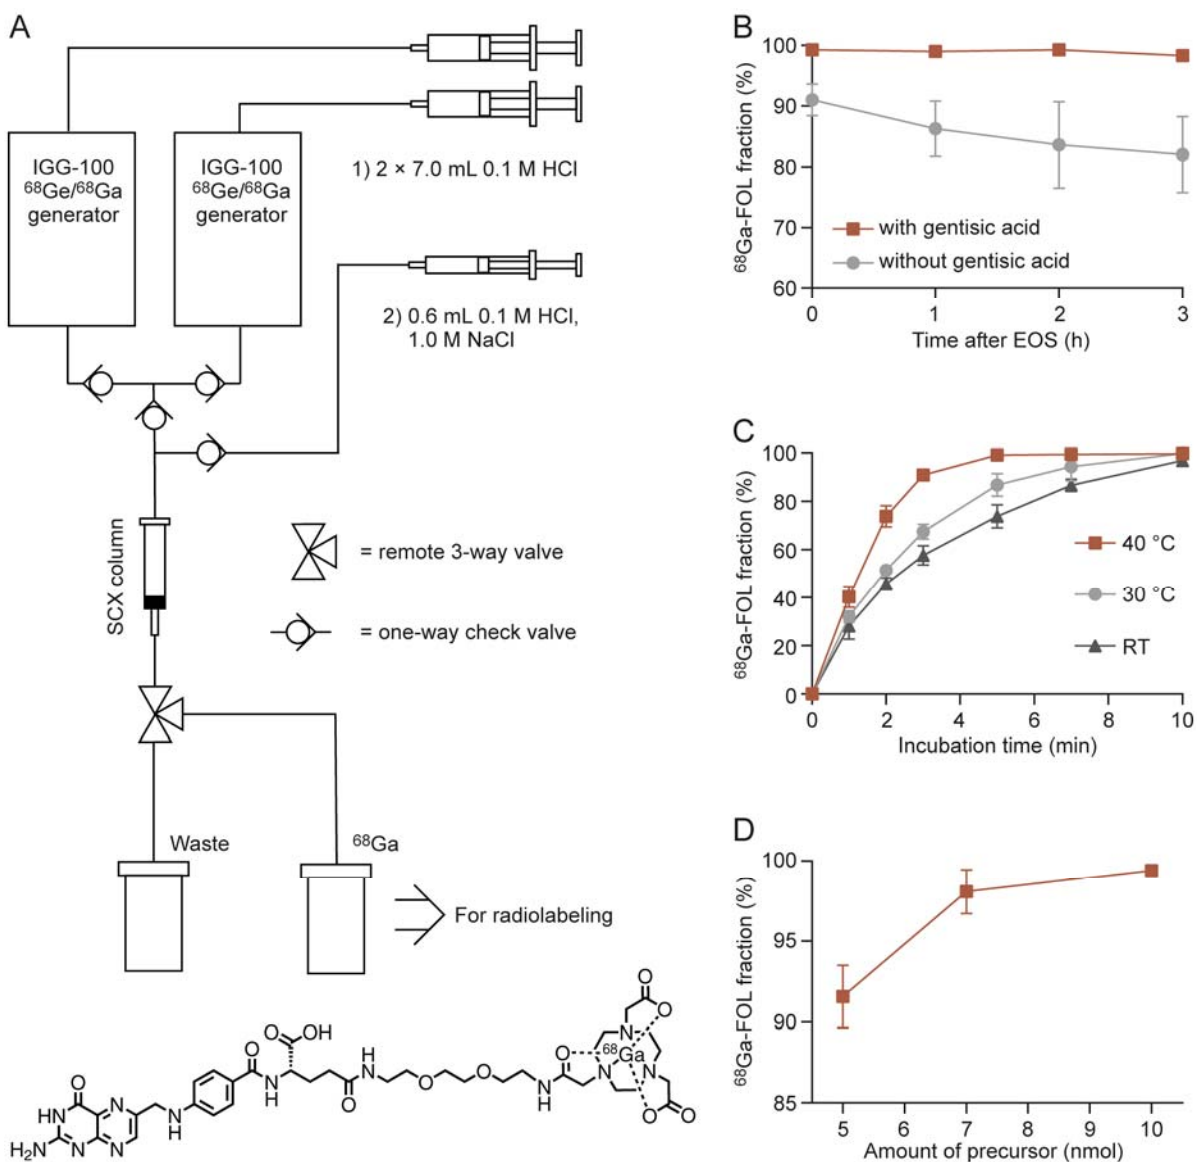 A
IGG-100
⁶⁸Ge/⁶⁸Ga
generator
IGG-100
⁶⁸Ge/⁶⁸Ga
generator
1) 2 × 7.0 mL 0.1 M HCl
2) 0.6 mL 0.1 M HCl,
1.0 M NaCl
SCX column
= remote 3-way valve
= one-way check valve
Waste
⁶⁸Ga
For radiolabeling
O
HN
H₂N
N
N
N
N
H
O
N
H
O
OH
O
H
N
O
O
N
H
O
N
N
N
⁶⁸Ga
O
O
O
O
B
⁶⁸Ga-FOL fraction (%)
100
90
80
70
60
with gentisic acid
without gentisic acid
0 1 2 3
Time after EOS (h)
C
⁶⁸Ga-FOL fraction (%)
100
80
60
40
20
0
40 °C
30 °C
RT
0 2 4 6 8 10
Incubation time (min)
D
⁶⁸Ga-FOL fraction (%)
100
95
90
85
5 6 7 8 9 10
Amount of precursor (nmol)